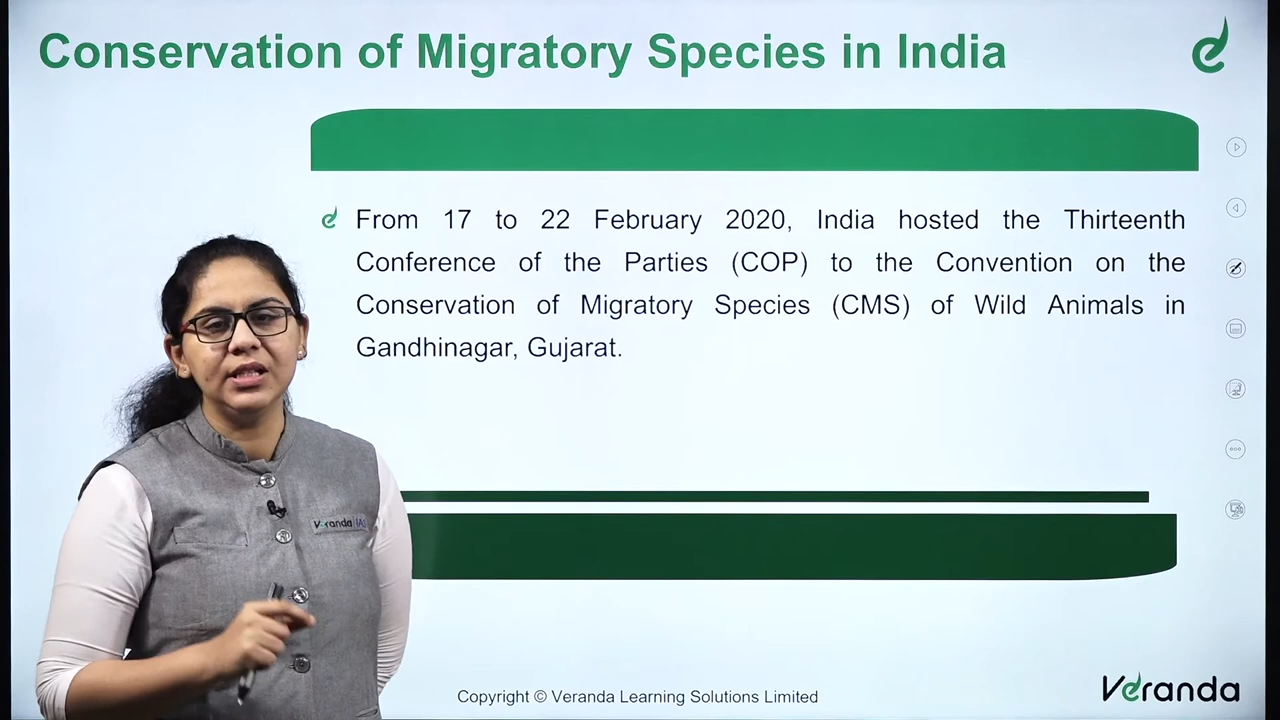 Conservation of Migratory Species in India
From 17 to 22 February 2020, India hosted the Thirteenth
Conference of the Parties (COP) to the Convention on the
Conservation of Migratory Species (CMS) of Wild Animals in
Gandhinagar, Gujarat.
Veranda IAS
Copyright © Veranda Learning Solutions Limited
Veranda